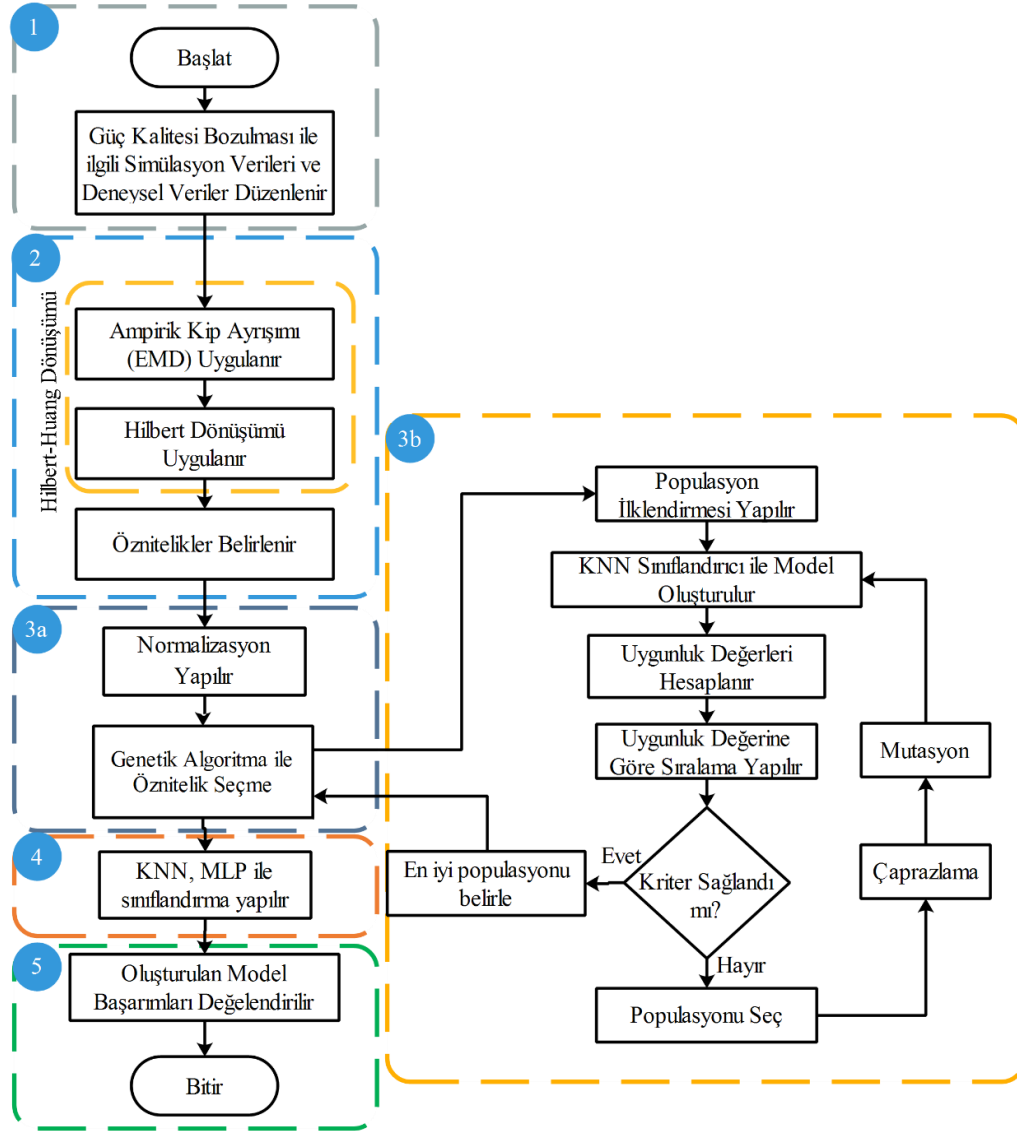 1
Başlat
Güç Kalitesi Bozulması ile
ilgili Simülasyon Verileri ve
Deneysel Veriler Düzenlenir
2
Hilbert-Huang Dönüşümü
Ampirik Kip Ayrışımı
(EMD) Uygulanır
Hilbert Dönüşümü
Uygulanır
Öznitelikler Belirlenir
3a
Normalizasyon
Yapılır
Genetik Algoritma ile
Öznitelik Seçme
3b
Populasyon
İlklendirmesi Yapılır
KNN Sınıflandırıcı ile Model
Oluşturulur
Uygunluk Değerleri
Hesaplanır
Uygunluk Değerine
Göre Sıralama Yapılır
Kriter Sağlandı
mı?
Evet
En iyi populasyonu
belirle
Hayır
Populasyonu Seç
Çaprazlama
Mutasyon
4
KNN, MLP ile
sınıflandırma yapılır
5
Oluşturulan Model
Başarımları Değelendirilir
Bitir